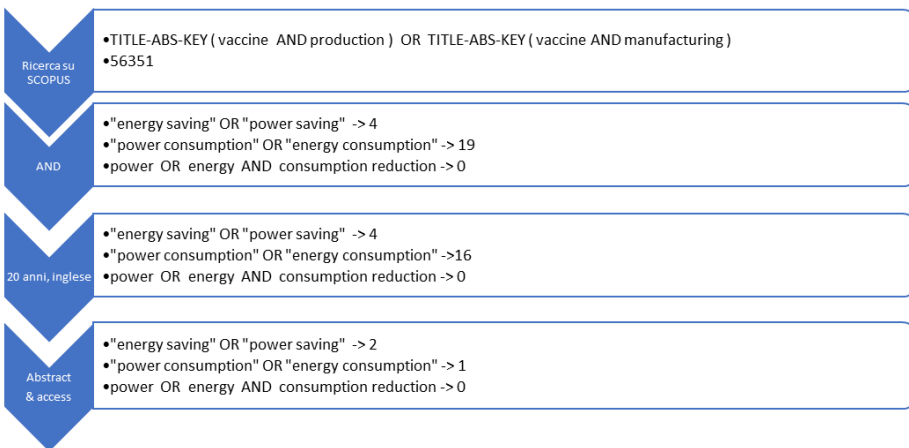 Ricerca su
SCOPUS
•TITLE-ABS-KEY ( vaccine AND production ) OR TITLE-ABS-KEY ( vaccine AND manufacturing )
•56351
AND
•"energy saving" OR "power saving" -> 4
•"power consumption" OR "energy consumption" -> 19
•power OR energy AND consumption reduction -> 0
20 anni, inglese
•"energy saving" OR "power saving" -> 4
•"power consumption" OR "energy consumption" ->16
•power OR energy AND consumption reduction -> 0
Abstract
& access
•"energy saving" OR "power saving" -> 2
•"power consumption" OR "energy consumption" -> 1
•power OR energy AND consumption reduction -> 0